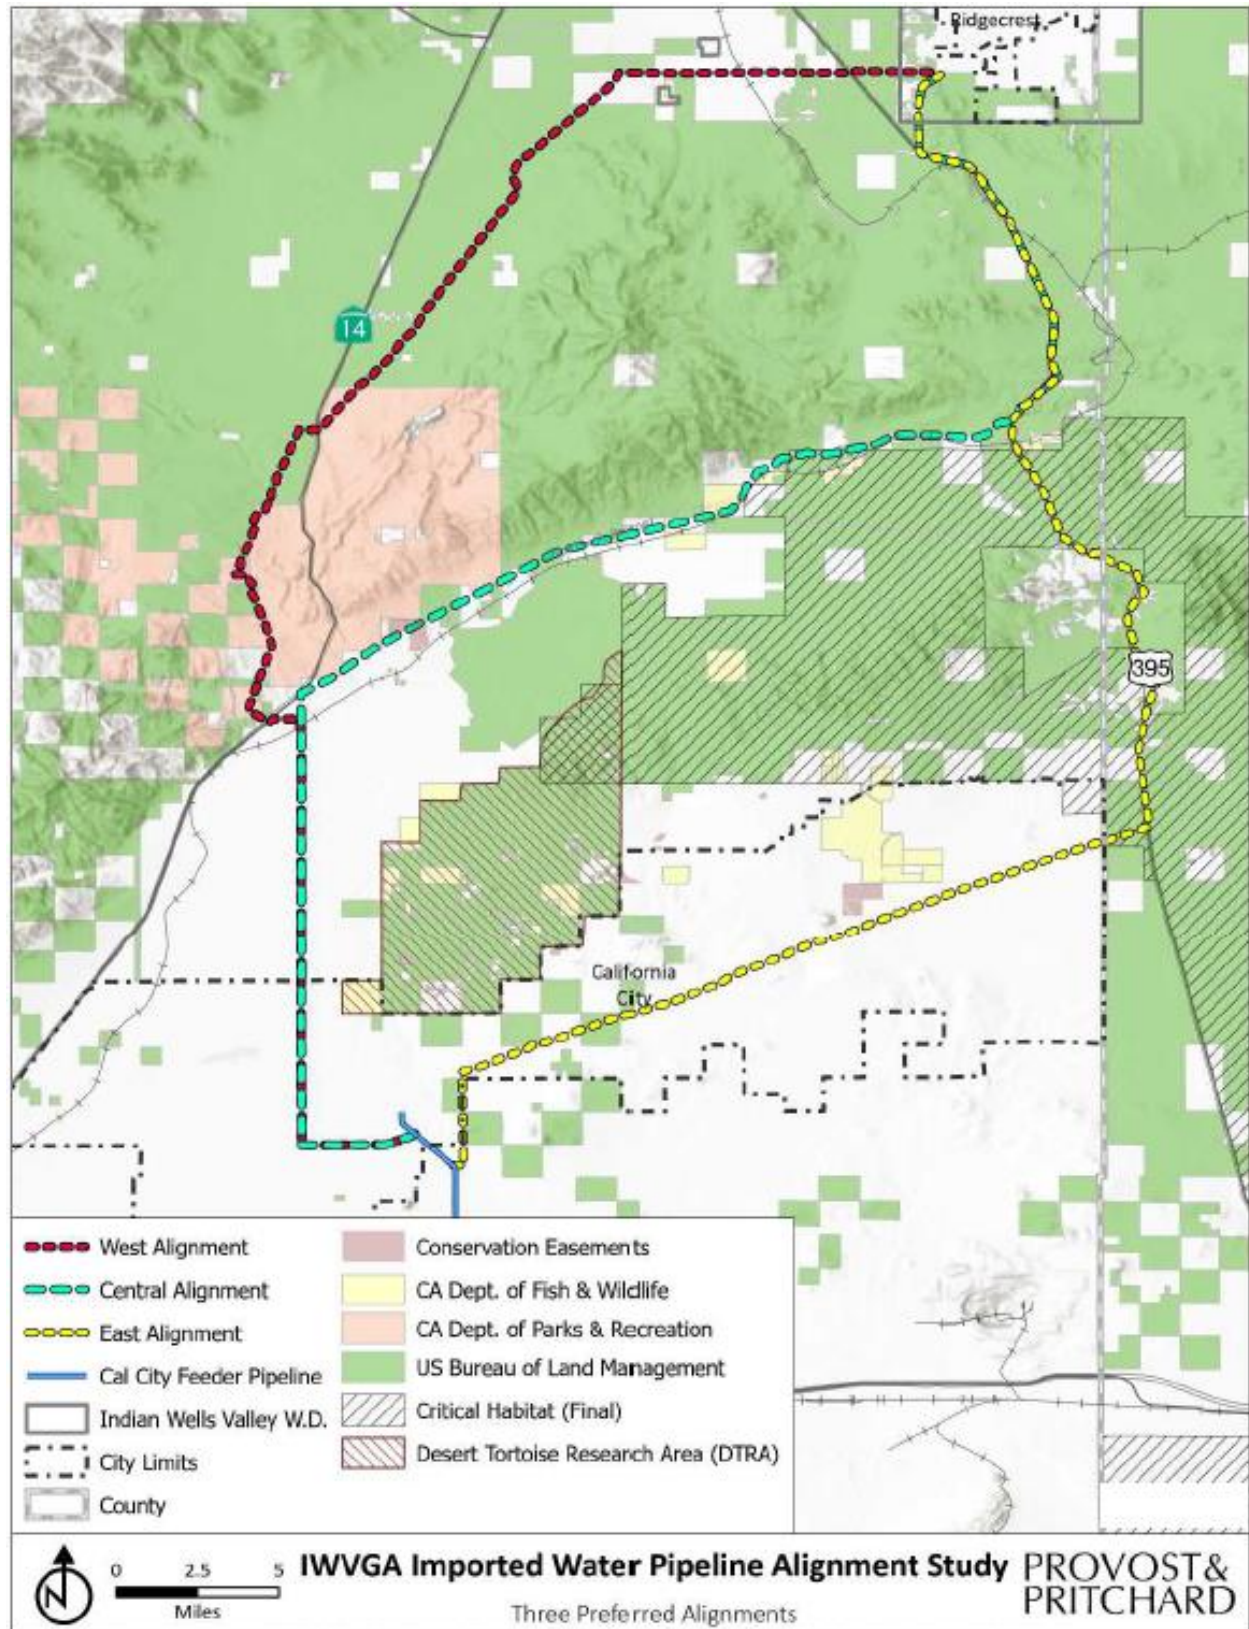 Ridgecrest
14
395
California
City
West Alignment
Central Alignment
East Alignment
Cal City Feeder Pipeline
Indian Wells Valley W.D.
City Limits
County
Conservation Easements
CA Dept. of Fish & Wildlife
CA Dept. of Parks & Recreation
US Bureau of Land Management
Critical Habitat (Final)
Desert Tortoise Research Area (DTRA)
N
0 2.5 5
Miles
IWVGA Imported Water Pipeline Alignment Study
Three Preferred Alignments
PROVOST&
PRITCHARD